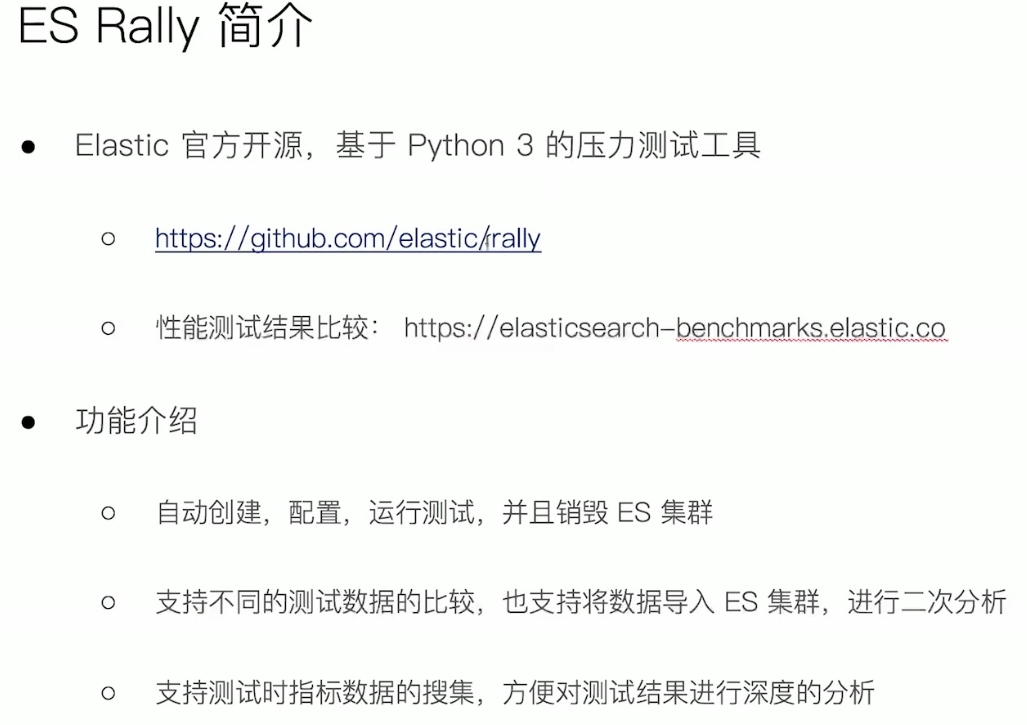 ES Rally 简介
● Elastic 官方开源，基于 Python 3 的压力测试工具
○ https://github.com/elastic/rally
○ 性能测试结果比较： https://elasticsearch-benchmarks.elastic.co
● 功能介绍
○ 自动创建，配置，运行测试，并且销毁 ES 集群
○ 支持不同的测试数据的比较，也支持将数据导入 ES 集群，进行二次分析
○ 支持测试时指标数据的搜集，方便对测试结果进行深度的分析